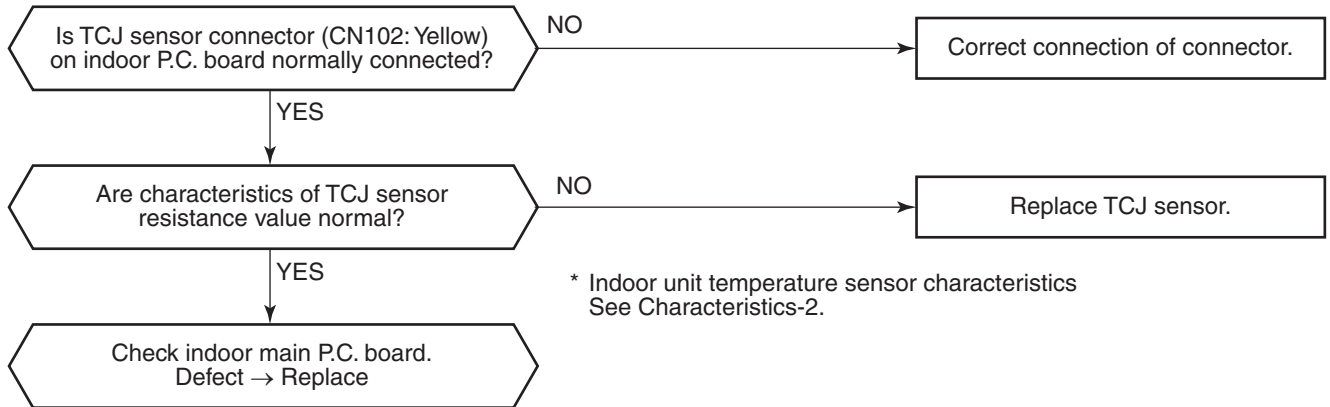 Is TCJ sensor connector (CN102: Yellow)
on indoor P.C. board normally connected?
NO
Correct connection of connector.
YES
Are characteristics of TCJ sensor
resistance value normal?
NO
Replace TCJ sensor.
YES
* Indoor unit temperature sensor characteristics
See Characteristics-2.
Check indoor main P.C. board.
Defect → Replace